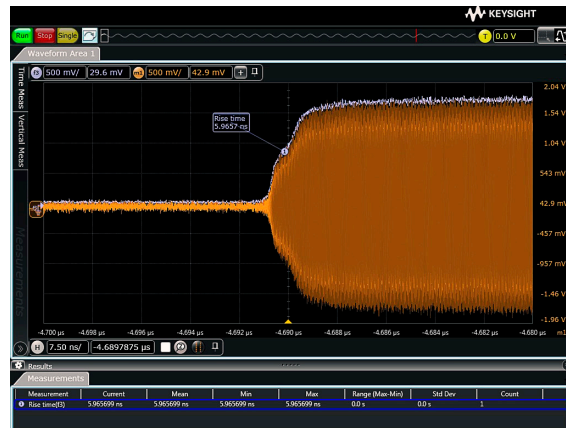 KEYSIGHT
Run Stop Single T 0.0 V
Waveform Area 1
f3 500 mV/ 29.6 mV m1 500 mV/ 42.9 mV +
Time Meas
Vertical Meas
Measurements
Rise time
5.9657 ns
2.04 V
1.54 V
1.04 V
543 mV
42.9 mV
-457 mV
-957 mV
-1.46 V
-1.96 V
-4.700 µs -4.698 µs -4.696 µs -4.694 µs -4.692 µs -4.690 µs -4.688 µs -4.686 µs -4.684 µs -4.682 µs -4.680 µs m1
H 7.50 ns/ -4.6897875 µs
Results
Measurements
Measurement Current Mean Min Max Range (Max-Min) Std Dev Count
Rise time(f3) 5.965699 ns 5.965699 ns 5.965699 ns 5.965699 ns 0.0 s 0.0 s 1